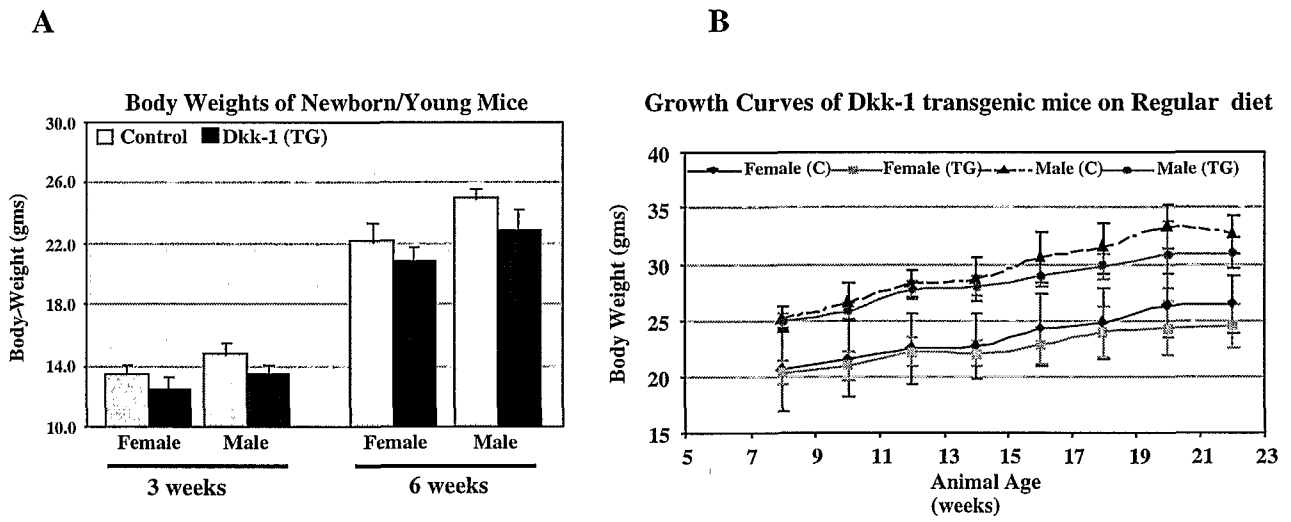 A
Body Weights of Newborn/Young Mice
Control Dkk-1 (TG)
Body-Weight (gms)
30.0
26.0
22.0
18.0
14.0
10.0
Female Male Female Male
3 weeks 6 weeks
B
Growth Curves of Dkk-1 transgenic mice on Regular diet
Female (C) Female (TG) Male (C) Male (TG)
Body Weight (gms)
40
35
30
25
20
15
5 7 9 11 13 15 17 19 21 23
Animal Age
(weeks)